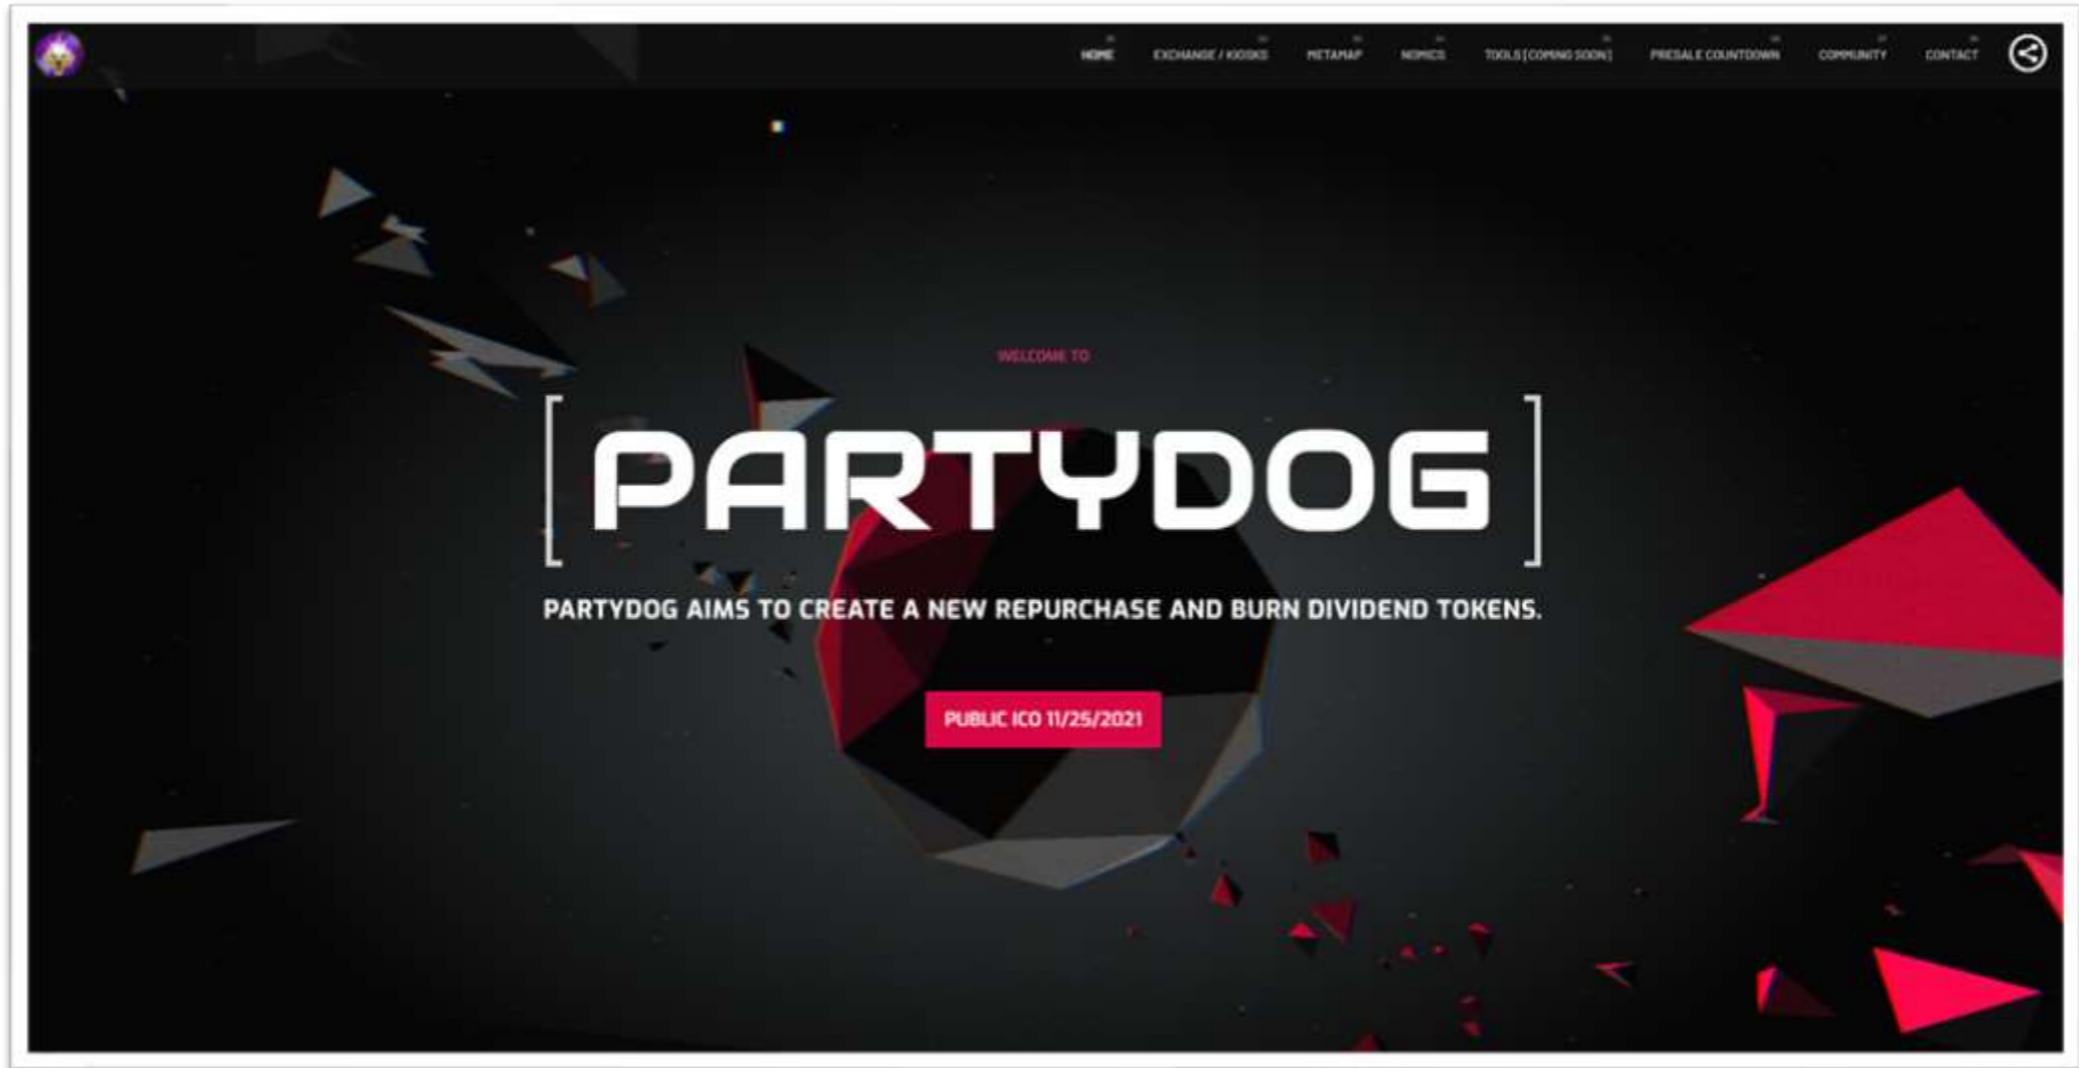 HOME EXCHANGE / KIOSKS METAMAP NOMICS TOOLS [COMING SOON] PRESALE COUNTDOWN COMMUNITY CONTACT
WELCOME TO
[PARTYDOG]
PARTYDOG AIMS TO CREATE A NEW REPURCHASE AND BURN DIVIDEND TOKENS.
PUBLIC ICO 11/25/2021